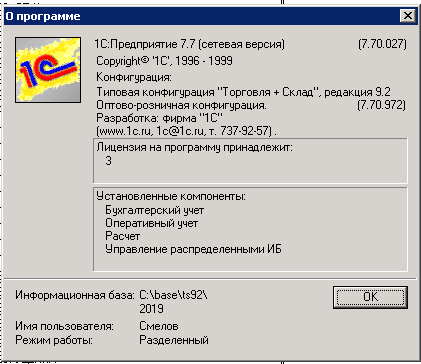 О программе
1С
1С:Предприятие 7.7 (сетевая версия) (7.70.027)
Copyright© '1С', 1996 - 1999
Конфигурация:
Типовая конфигурация "Торговля + Склад", редакция 9.2
Оптово-розничная конфигурация. (7.70.972)
Разработка: фирма "1С"
(www.1c.ru, 1c@1c.ru, т. 737-92-57) .
Лицензия на программу принадлежит:
3
Установленные компоненты:
Бухгалтерский учет
Оперативный учет
Расчет
Управление распределенными ИБ
Информационная база: C:\base\ts92\
2019
OK
Имя пользователя: Смелов
Режим работы: Разделенный